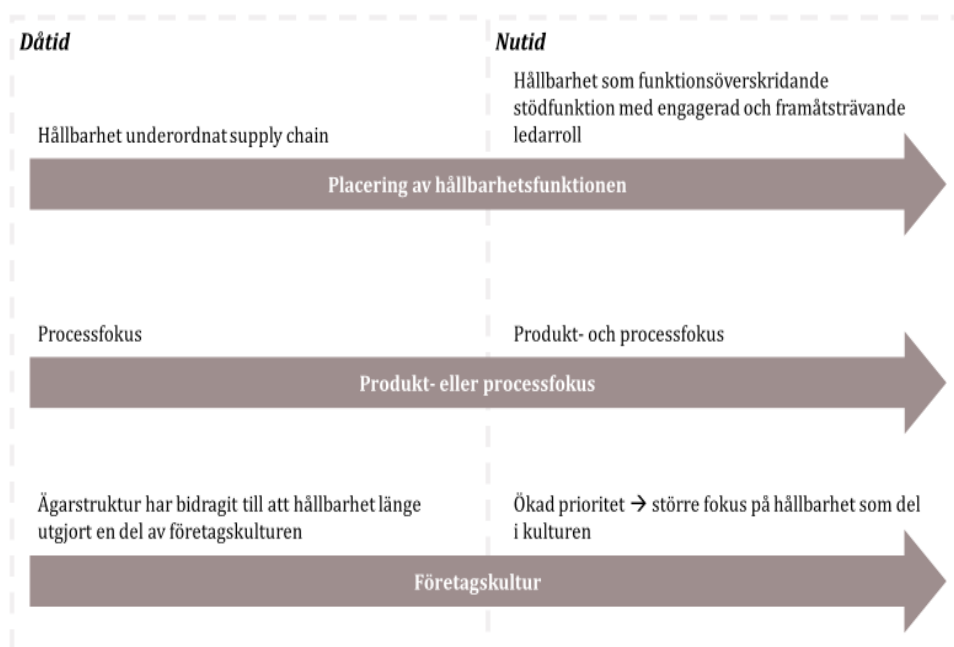 Dåtid
Nutid
Hållbarhet underordnat supply chain
Hållbarhet som funktionsöverskridande
stödfunktion med engagerad och framåtsträvande
ledarroll
Placering av hållbarhetsfunktionen
Processfokus
Produkt- och processfokus
Produkt- eller processfokus
Ägarstruktur har bidragit till att hållbarhet länge
utgjort en del av företagskulturen
Ökad prioritet → större fokus på hållbarhet som del
i kulturen
Företagskultur